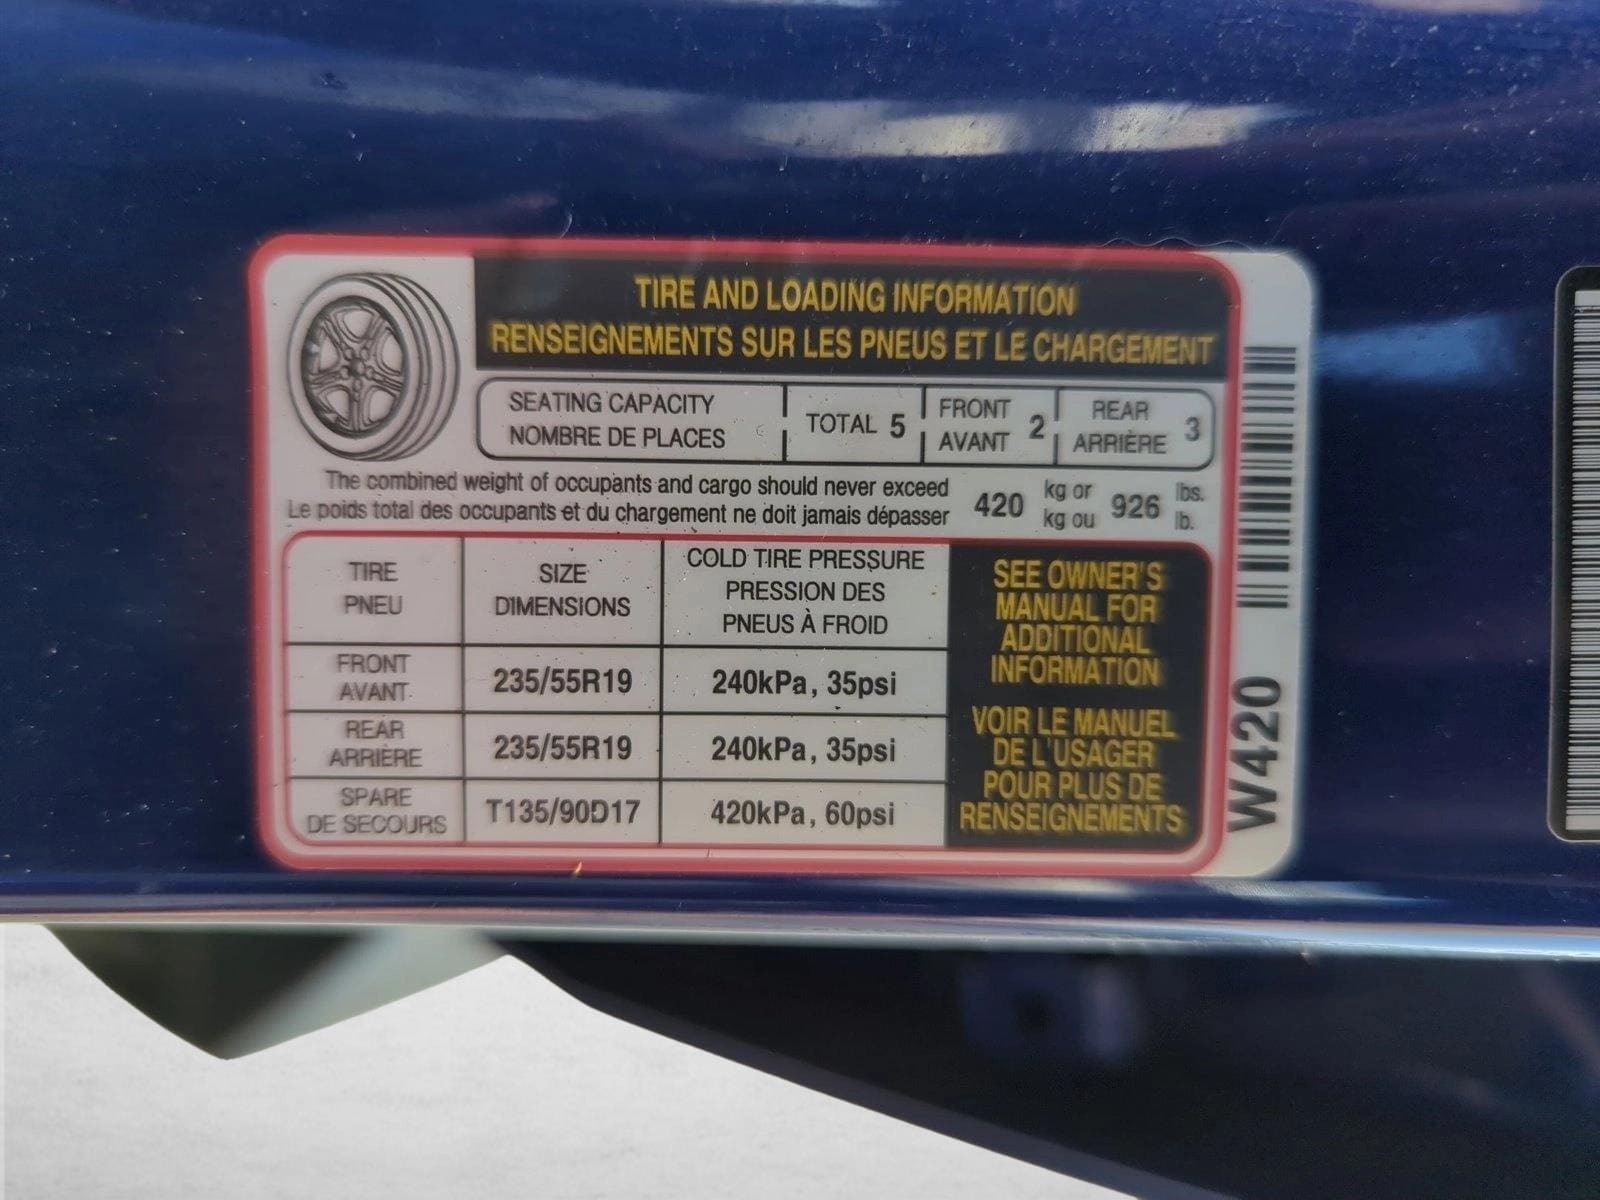 TIRE AND LOADING INFORMATION
RENSEIGNEMENTS SUR LES PNEUS ET LE CHARGEMENT
SEATING CAPACITY
NOMBRE DE PLACES
TOTAL 5
FRONT
AVANT
2
REAR
ARRIÈRE
3
The combined weight of occupants and cargo should never exceed
Le poids total des occupants et du chargement ne doit jamais dépasser
420
kg or
kg ou
926
lbs.
lb.
TIRE
PNEU
SIZE
DIMENSIONS
COLD TIRE PRESSURE
PRESSION DES
PNEUS À FROID
FRONT
AVANT
235/55R19
240kPa, 35psi
REAR
ARRIÈRE
235/55R19
240kPa, 35psi
SPARE
DE SECOURS
T135/90D17
420kPa, 60psi
SEE OWNER'S
MANUAL FOR
ADDITIONAL
INFORMATION
VOIR LE MANUEL
DE L'USAGER
POUR PLUS DE
RENSEIGNEMENTS
W420